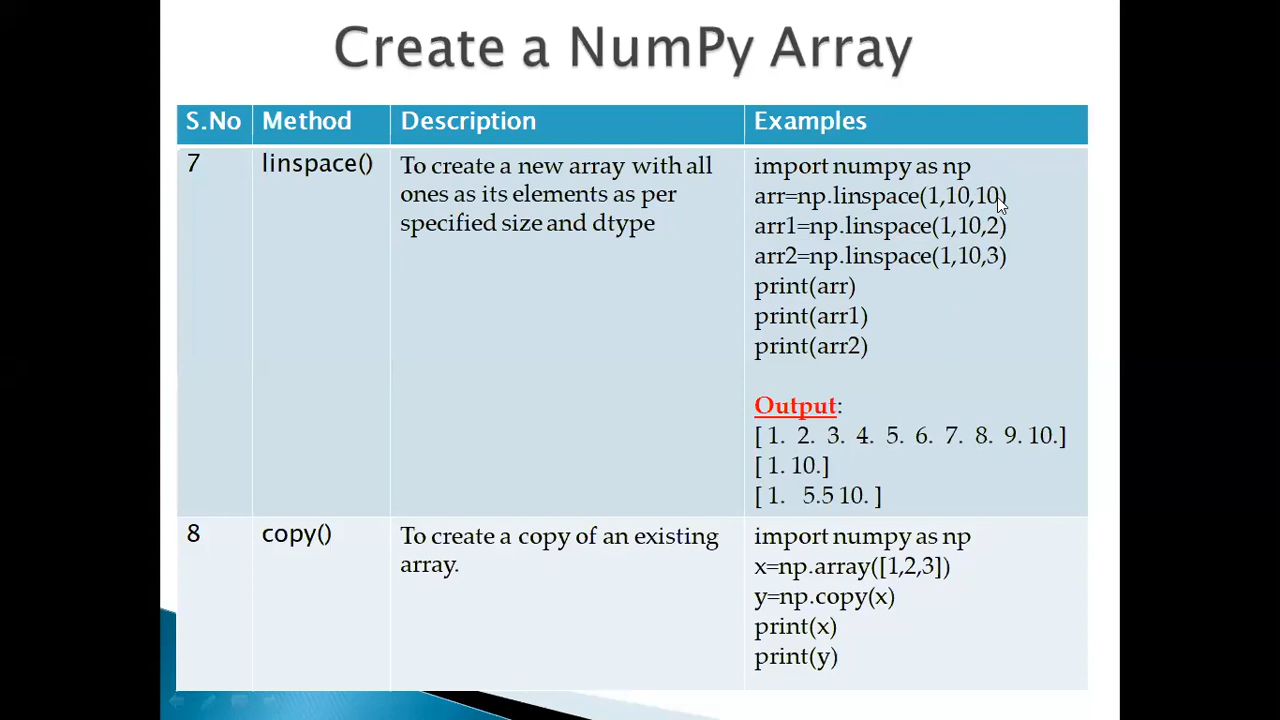 Create a NumPy Array
S.No Method Description Examples
7 linspace() To create a new array with all
ones as its elements as per
specified size and dtype
import numpy as np
arr=np.linspace(1,10,10)
arr1=np.linspace(1,10,2)
arr2=np.linspace(1,10,3)
print(arr)
print(arr1)
print(arr2)
Output:
[ 1. 2. 3. 4. 5. 6. 7. 8. 9. 10.]
[ 1. 10.]
[ 1. 5.5 10. ]
8 copy() To create a copy of an existing
array.
import numpy as np
x=np.array([1,2,3])
y=np.copy(x)
print(x)
print(y)